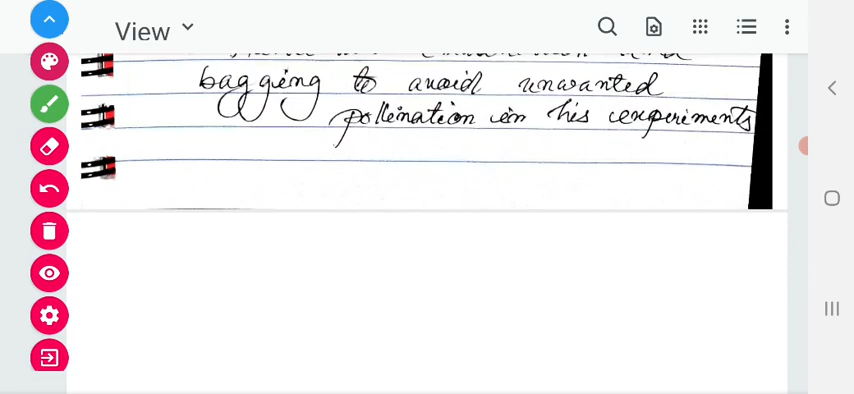 View
bagging to avoid unwanted
pollination in his experiments